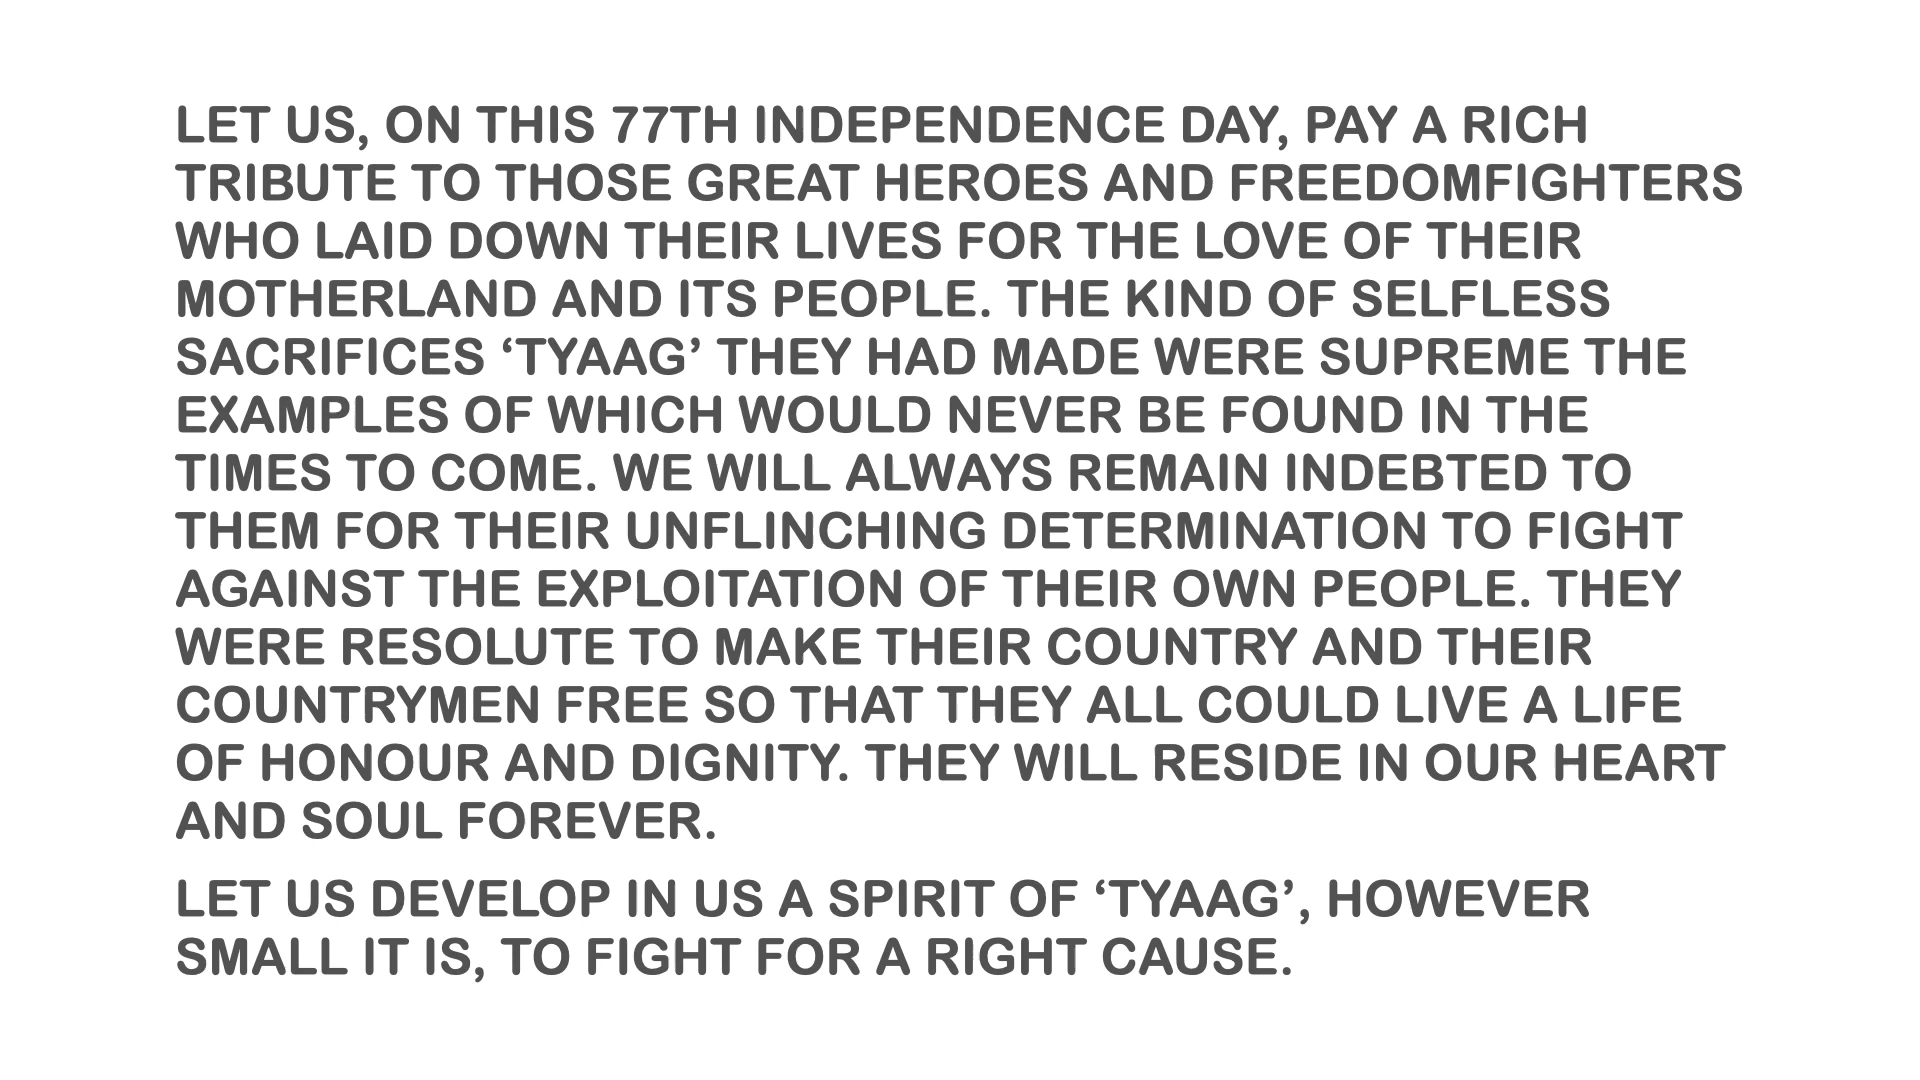 LET US, ON THIS 77TH INDEPENDENCE DAY, PAY A RICH
TRIBUTE TO THOSE GREAT HEROES AND FREEDOMFIGHTERS
WHO LAID DOWN THEIR LIVES FOR THE LOVE OF THEIR
MOTHERLAND AND ITS PEOPLE. THE KIND OF SELFLESS
SACRIFICES ‘TYAAG’ THEY HAD MADE WERE SUPREME THE
EXAMPLES OF WHICH WOULD NEVER BE FOUND IN THE
TIMES TO COME. WE WILL ALWAYS REMAIN INDEBTED TO
THEM FOR THEIR UNFLINCHING DETERMINATION TO FIGHT
AGAINST THE EXPLOITATION OF THEIR OWN PEOPLE. THEY
WERE RESOLUTE TO MAKE THEIR COUNTRY AND THEIR
COUNTRYMEN FREE SO THAT THEY ALL COULD LIVE A LIFE
OF HONOUR AND DIGNITY. THEY WILL RESIDE IN OUR HEART
AND SOUL FOREVER.
LET US DEVELOP IN US A SPIRIT OF ‘TYAAG’, HOWEVER
SMALL IT IS, TO FIGHT FOR A RIGHT CAUSE.